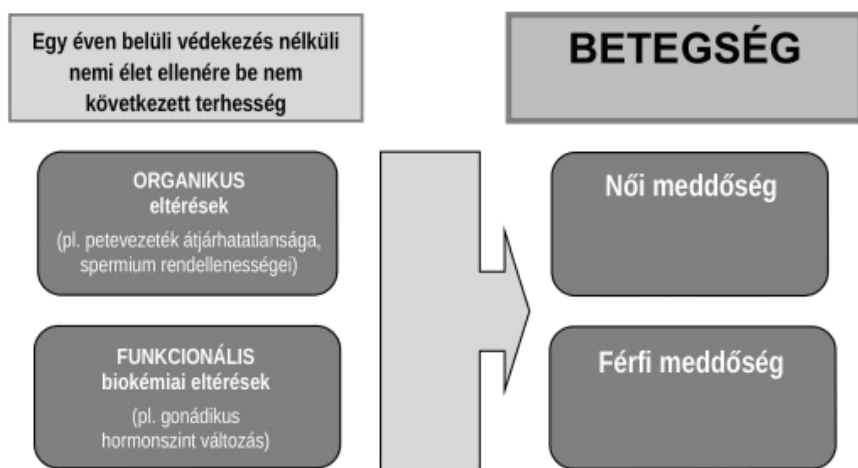 Egy éven belüli védekezés nélküli
nemi élet ellenére be nem
következett terhesség
BETEGSÉG
ORGANIKUS
eltérések
(pl. petevezeték átjárhatatlansága,
spermium rendellenességei)
Női meddőség
FUNKCIONÁLIS
biokémiai eltérések
(pl. gonádikus
hormonszint változás)
Férfi meddőség